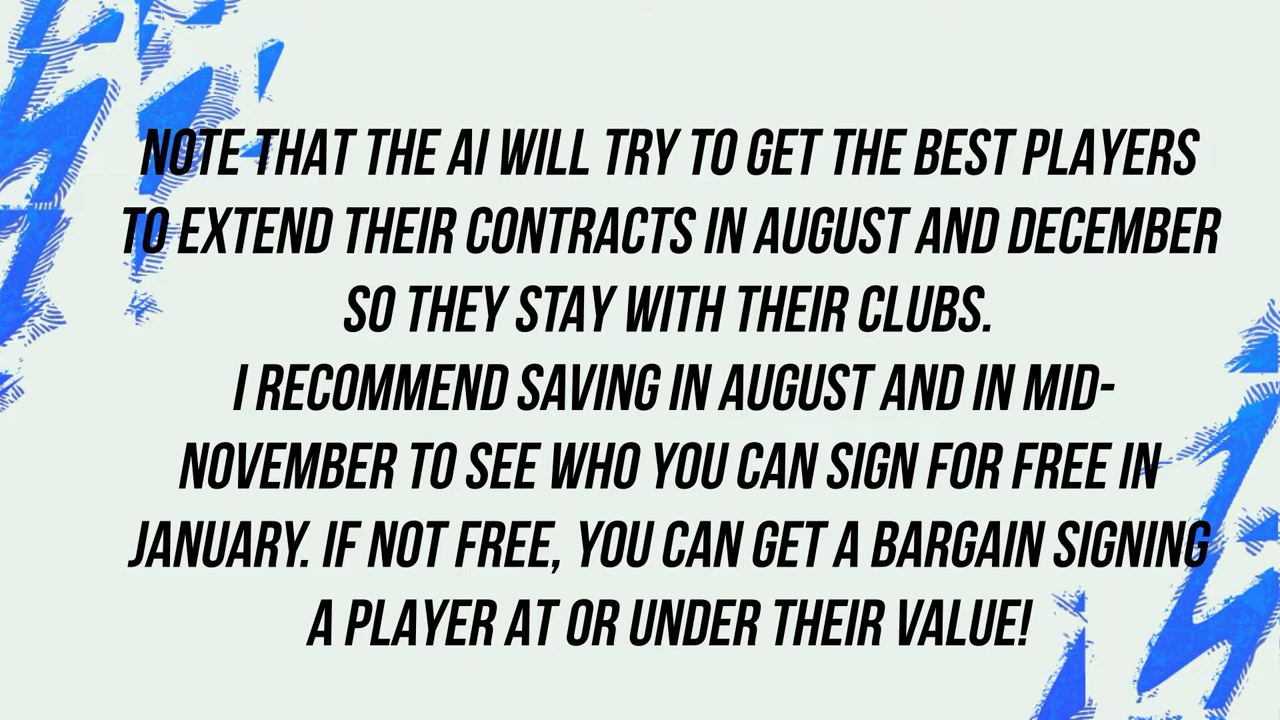 NOTE THAT THE AI WILL TRY TO GET THE BEST PLAYERS
TO EXTEND THEIR CONTRACTS IN AUGUST AND DECEMBER
SO THEY STAY WITH THEIR CLUBS.
I RECOMMEND SAVING IN AUGUST AND IN MID-
NOVEMBER TO SEE WHO YOU CAN SIGN FOR FREE IN
JANUARY. IF NOT FREE, YOU CAN GET A BARGAIN SIGNING
A PLAYER AT OR UNDER THEIR VALUE!